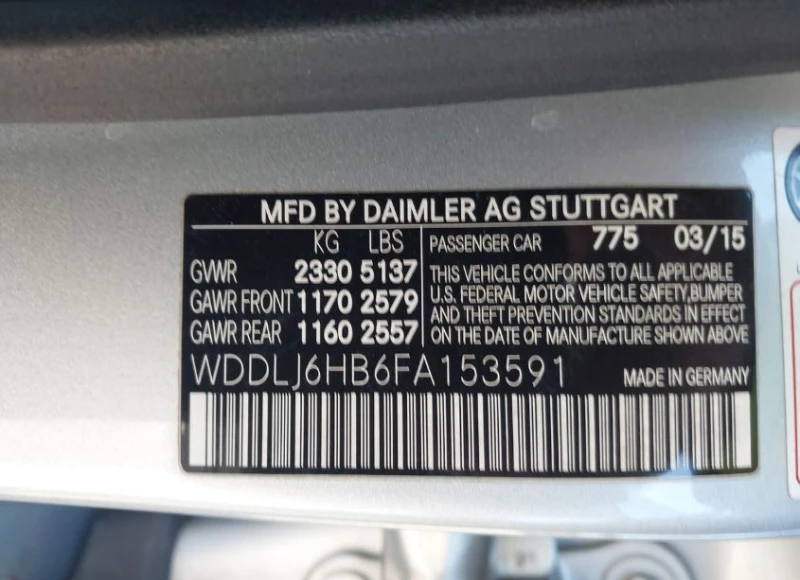 MFD BY DAIMLER AG STUTTGART
KG LBS
GVWR 2330 5137
GAWR FRONT 1170 2579
GAWR REAR 1160 2557
PASSENGER CAR 775 03/15
THIS VEHICLE CONFORMS TO ALL APPLICABLE
U.S. FEDERAL MOTOR VEHICLE SAFETY,BUMPER
AND THEFT PREVENTION STANDARDS IN EFFECT
ON THE DATE OF MANUFACTURE SHOWN ABOVE
WDDLJ6HB6FA153591 MADE IN GERMANY